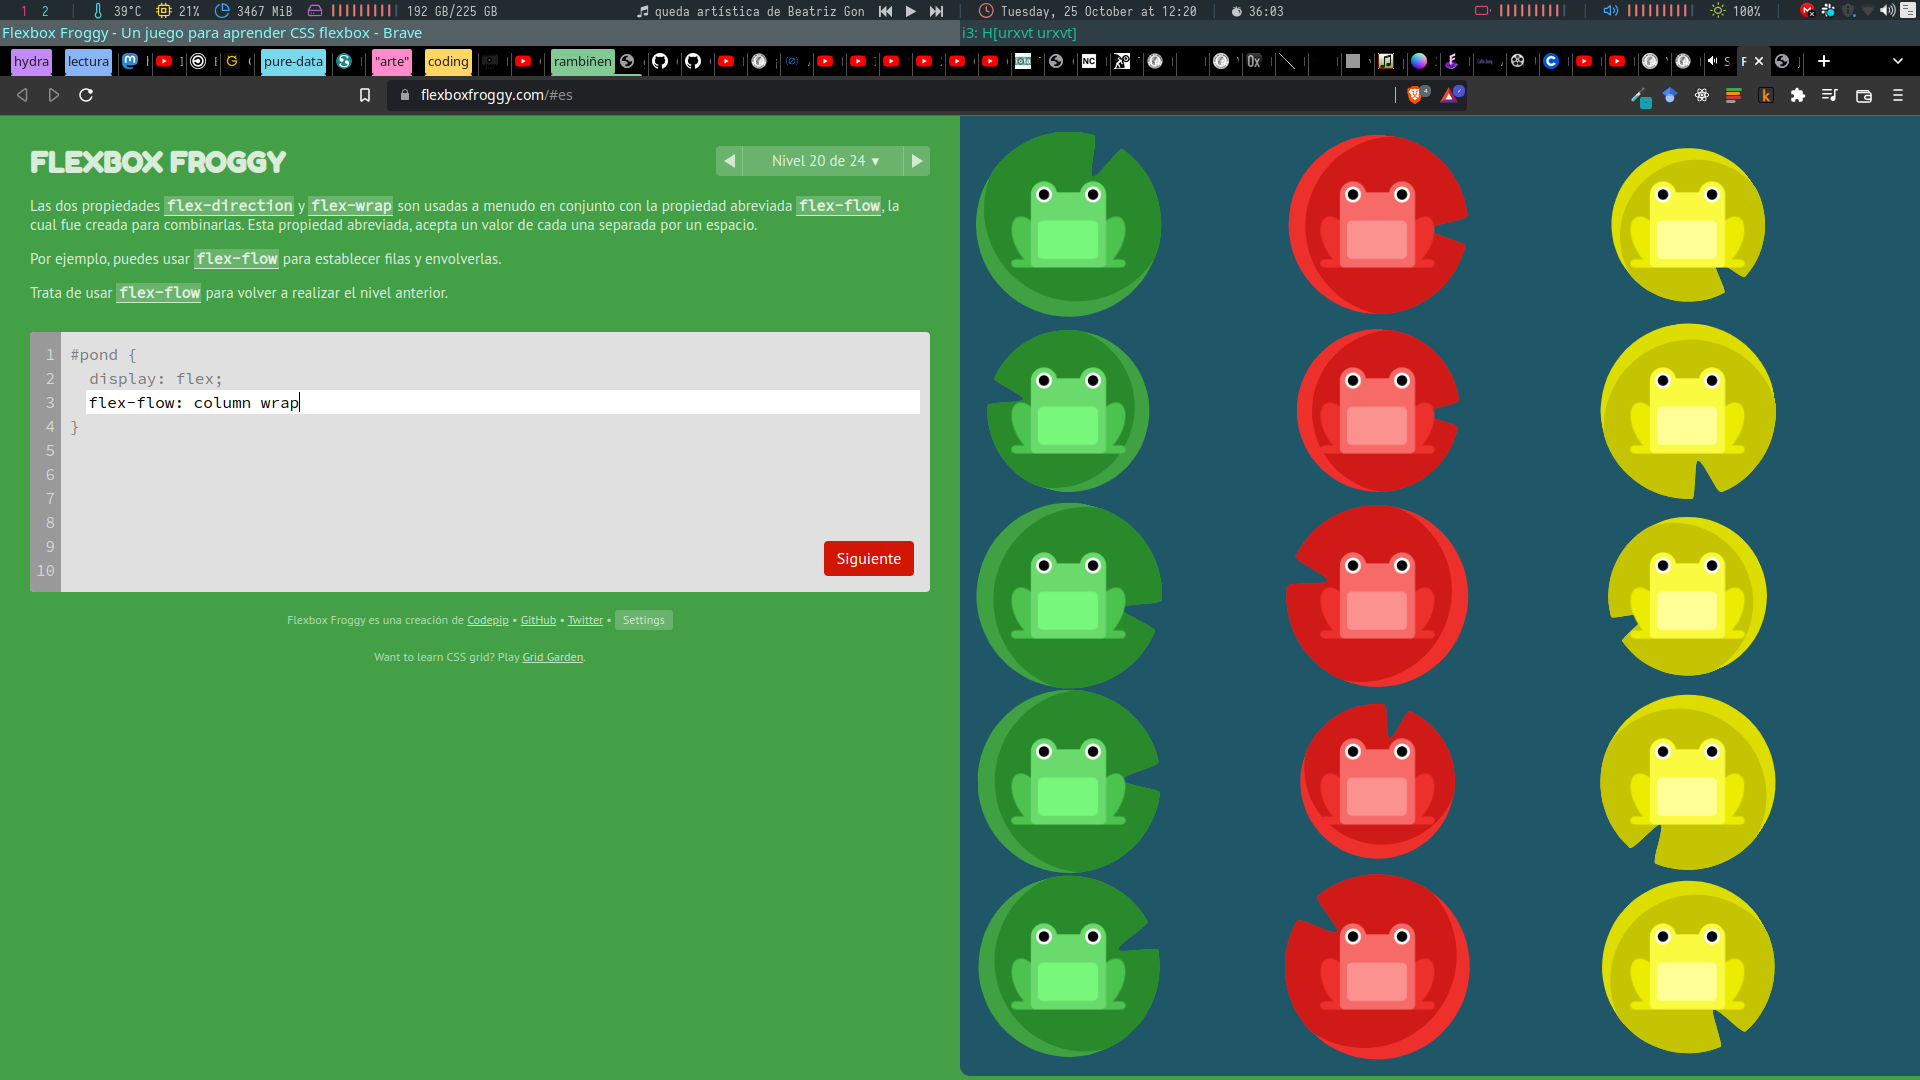 1 2 39°C 21% 3467 MiB 192 GB/225 GB queda artística de Beatriz Gon Tuesday, 25 October at 12:20 36:03 100%
Flexbox Froggy - Un juego para aprender CSS flexbox - Brave
i3: H[urxvt urxvt]
hydra lectura pure-data "arte" coding rambiñen
flexboxfroggy.com/#es
FLEXBOX FROGGY
Nivel 20 de 24 ▾
Las dos propiedades flex-direction y flex-wrap son usadas a menudo en conjunto con la propiedad abreviada flex-flow, la
cual fue creada para combinarlas. Esta propiedad abreviada, acepta un valor de cada una separada por un espacio.
Por ejemplo, puedes usar flex-flow para establecer filas y envolverlas.
Trata de usar flex-flow para volver a realizar el nivel anterior.
1 #pond {
2 display: flex;
3 flex-flow: column wrap
4 }
5
6
7
8
9
10
Siguiente
Flexbox Froggy es una creación de Codepip • GitHub • Twitter • Settings
Want to learn CSS grid? Play Grid Garden.